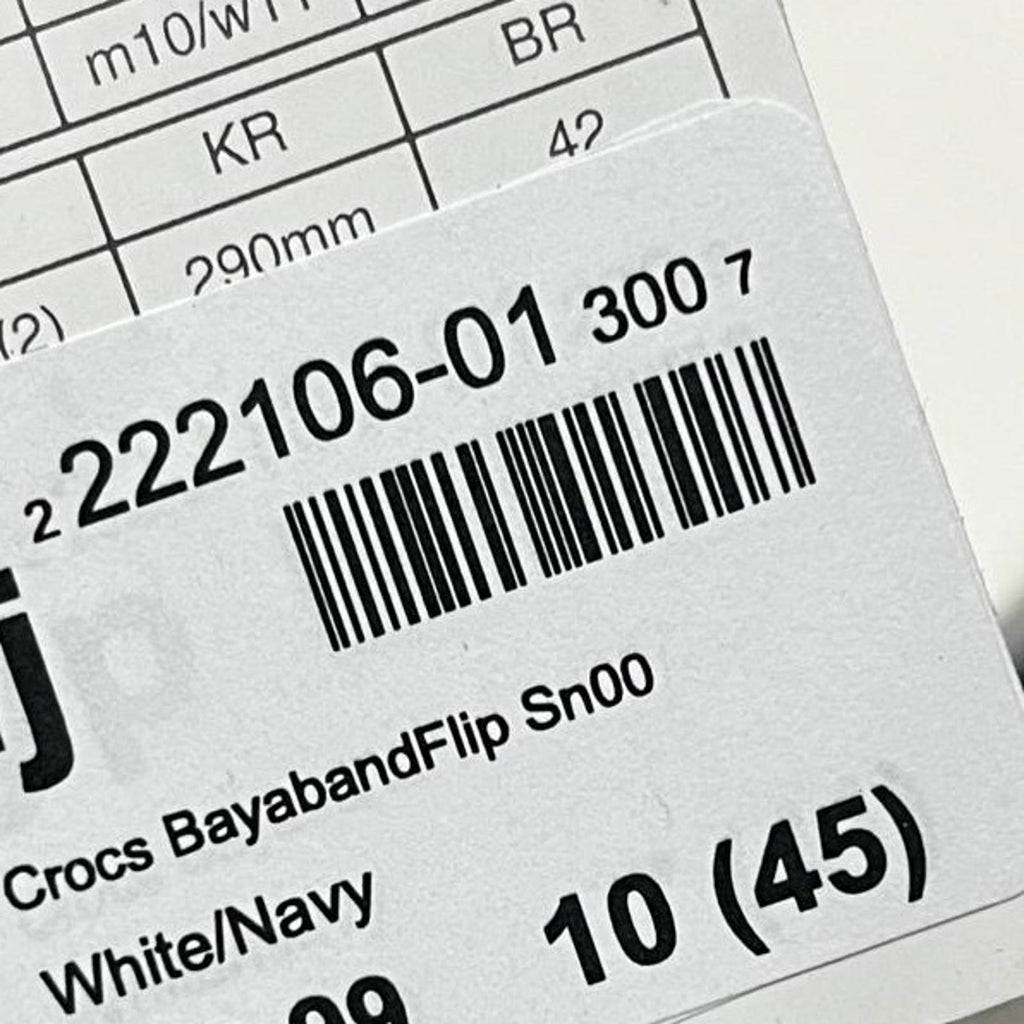 m10/w11
KR BR
290mm 42
(2)
2 222106-01 300 7
j
Crocs BayabandFlip Sn00
White/Navy
10 (45)
99